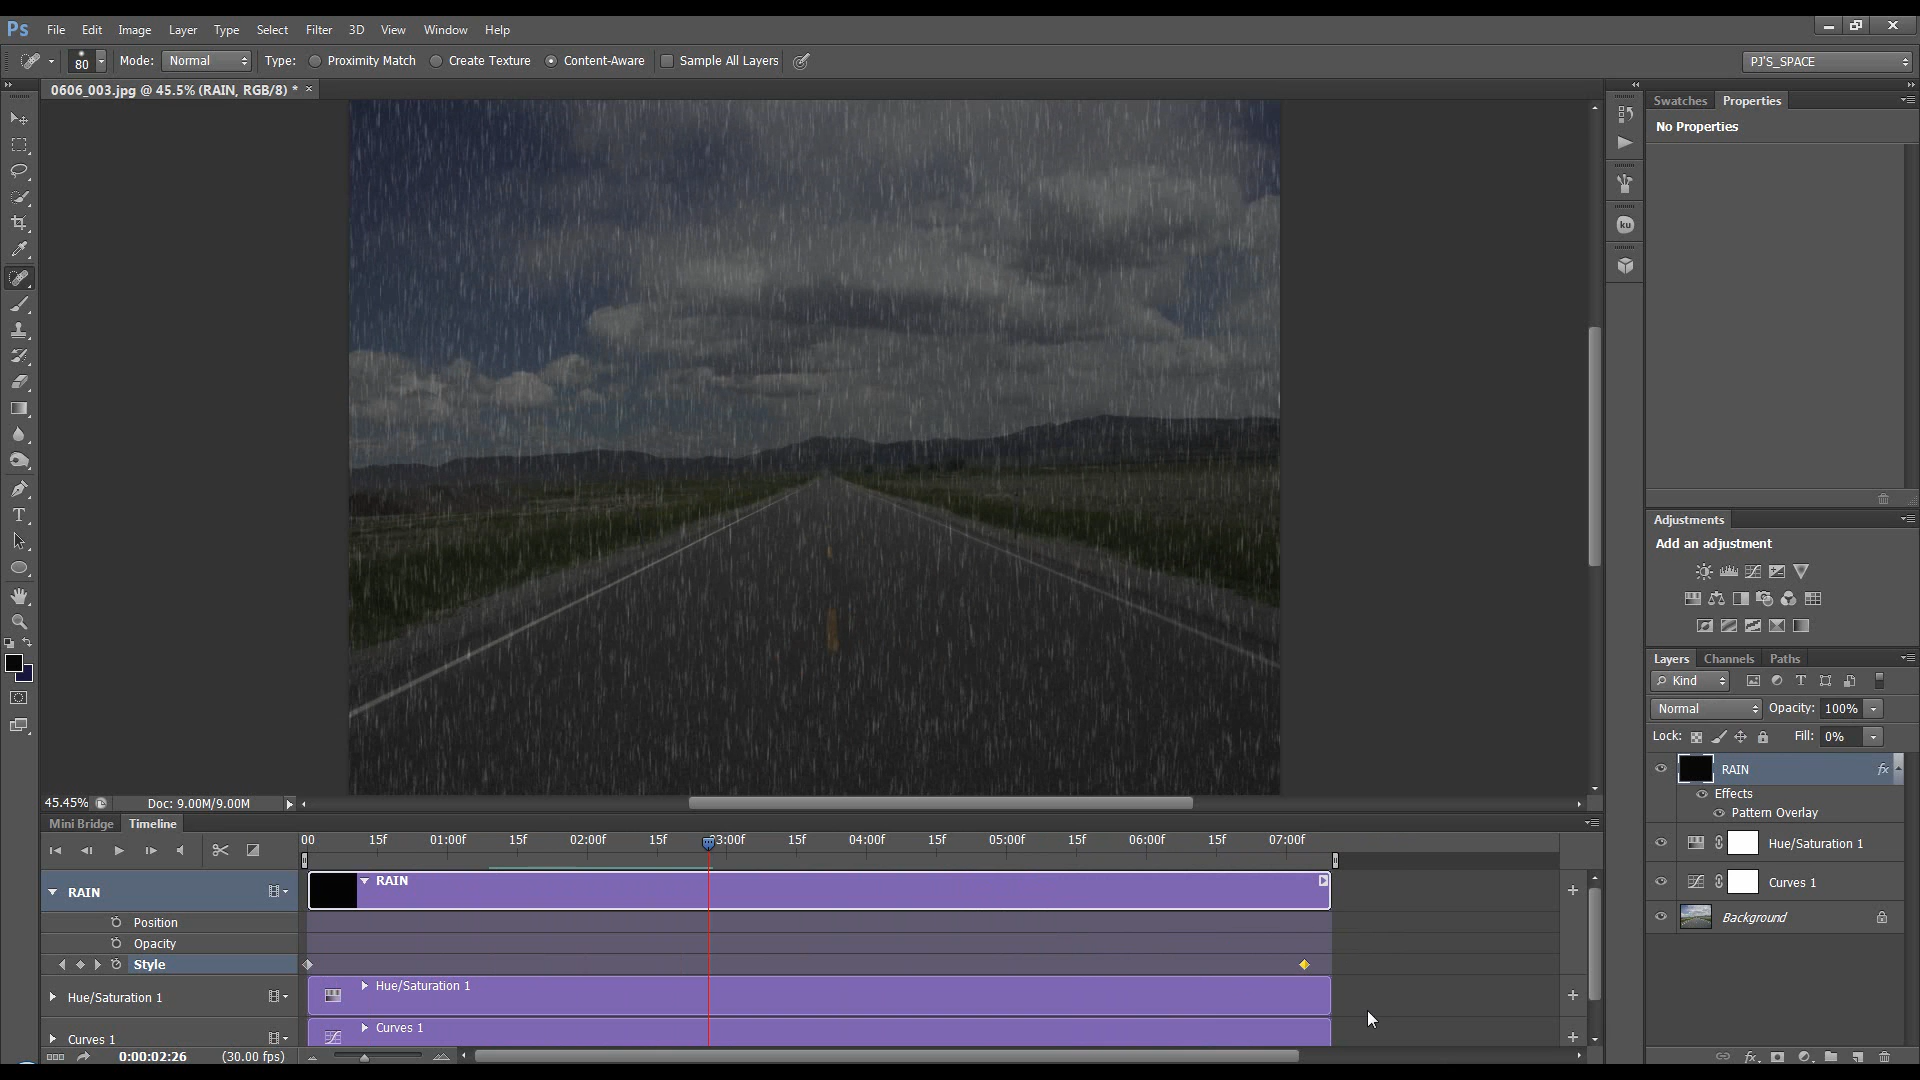 Ps File Edit Image Layer Type Select Filter 3D View Window Help
80 Mode: Normal Type: Proximity Match Create Texture Content-Aware Sample All Layers PJ'S_SPACE
0606_003.jpg @ 45.5% (RAIN, RGB/8) * ×
Swatches Properties
No Properties
ku
Adjustments
Add an adjustment
Layers Channels Paths
Kind
Normal Opacity: 100%
Lock: Fill: 0%
RAIN fx
Effects
Pattern Overlay
Hue/Saturation 1
Curves 1
Background
45.45% Doc: 9.00M/9.00M
Mini Bridge Timeline
00 15f 01:00f 15f 02:00f 15f 03:00f 15f 04:00f 15f 05:00f 15f 06:00f 15f 07:00f
RAIN RAIN
Position
Opacity
Style
Hue/Saturation 1 Hue/Saturation 1
Curves 1 Curves 1
0:00:02:26 (30.00 fps)
fx